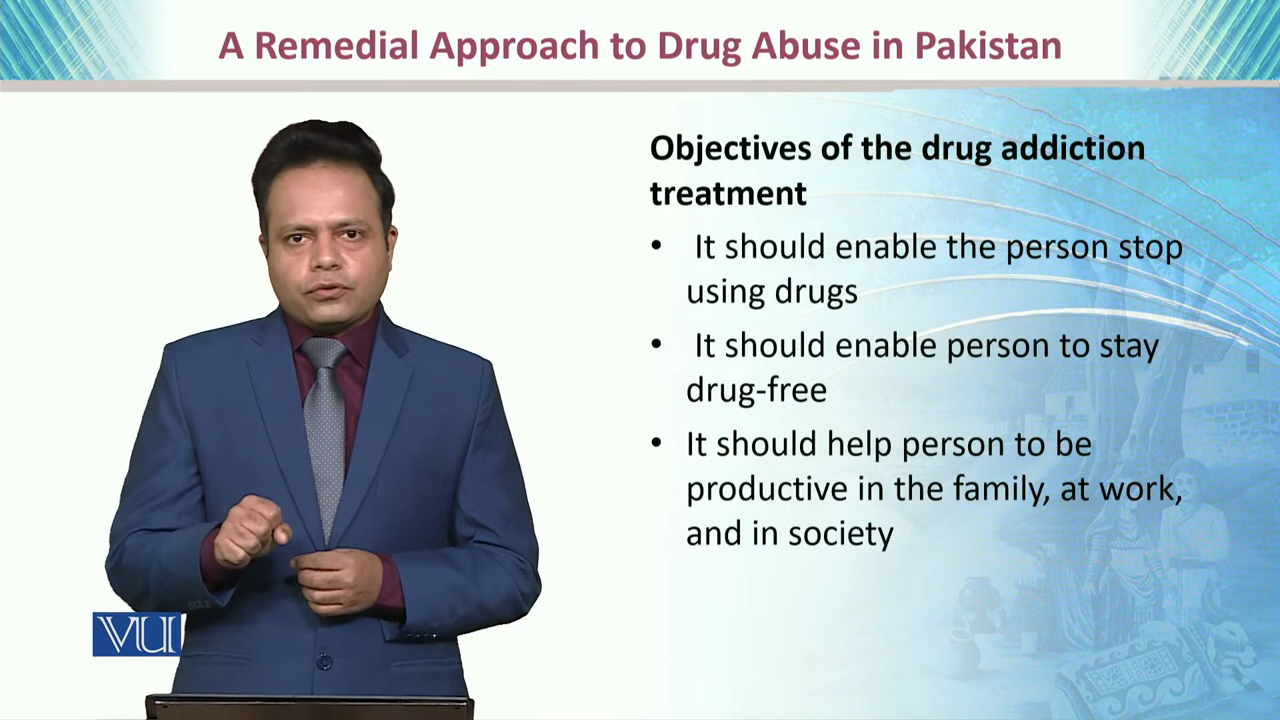 A Remedial Approach to Drug Abuse in Pakistan
Objectives of the drug addiction
treatment
• It should enable the person stop
using drugs
• It should enable person to stay
drug-free
• It should help person to be
productive in the family, at work,
and in society
VU